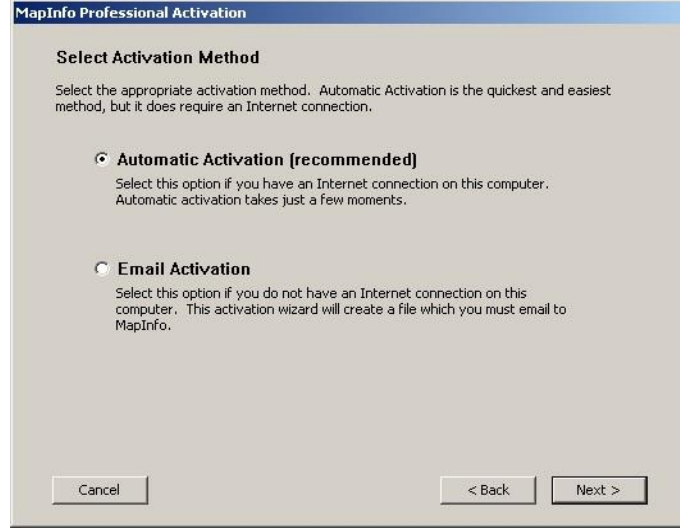 MapInfo Professional Activation
Select Activation Method
Select the appropriate activation method. Automatic Activation is the quickest and easiest
method, but it does require an Internet connection.
Automatic Activation (recommended)
Select this option if you have an Internet connection on this computer.
Automatic activation takes just a few moments.
Email Activation
Select this option if you do not have an Internet connection on this
computer. This activation wizard will create a file which you must email to
MapInfo.
Cancel
< Back
Next >